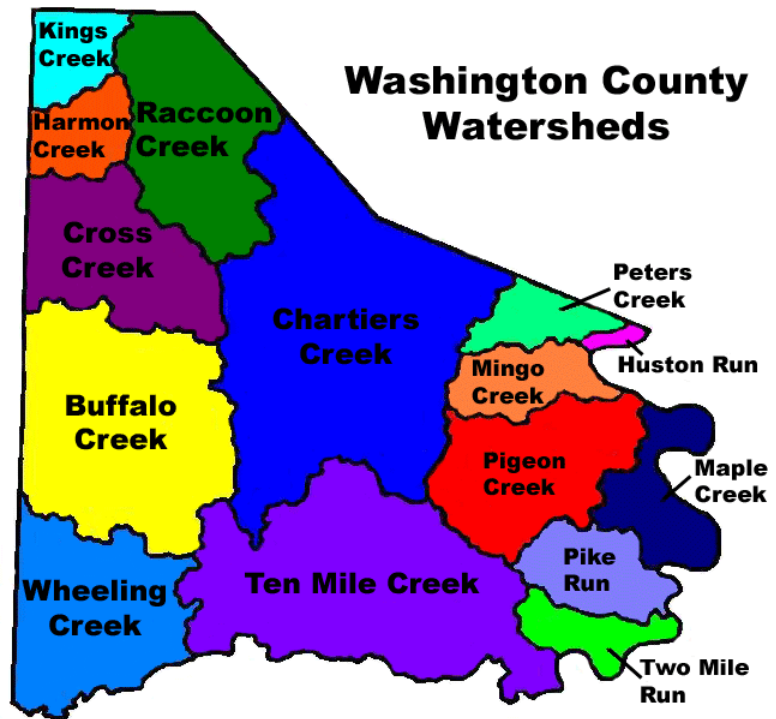 Washington County
Watersheds
Kings
Creek
Raccoon
Creek
Harmon
Creek
Cross
Creek
Peters
Creek
Chartiers
Creek
Huston Run
Mingo
Creek
Buffalo
Creek
Pigeon
Creek
Maple
Creek
Pike
Run
Ten Mile Creek
Wheeling
Creek
Two Mile
Run